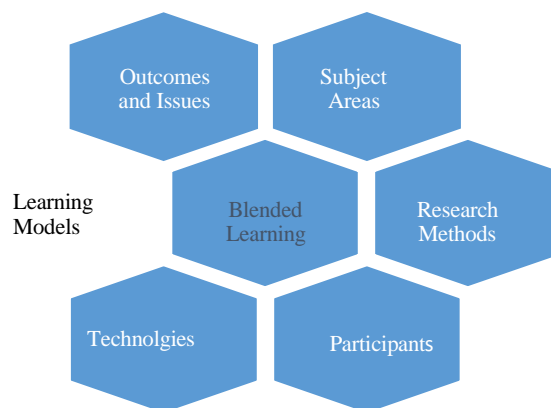 Outcomes
and Issues
Subject
Areas
Learning
Models
Blended
Learning
Research
Methods
Technolgies
Participants